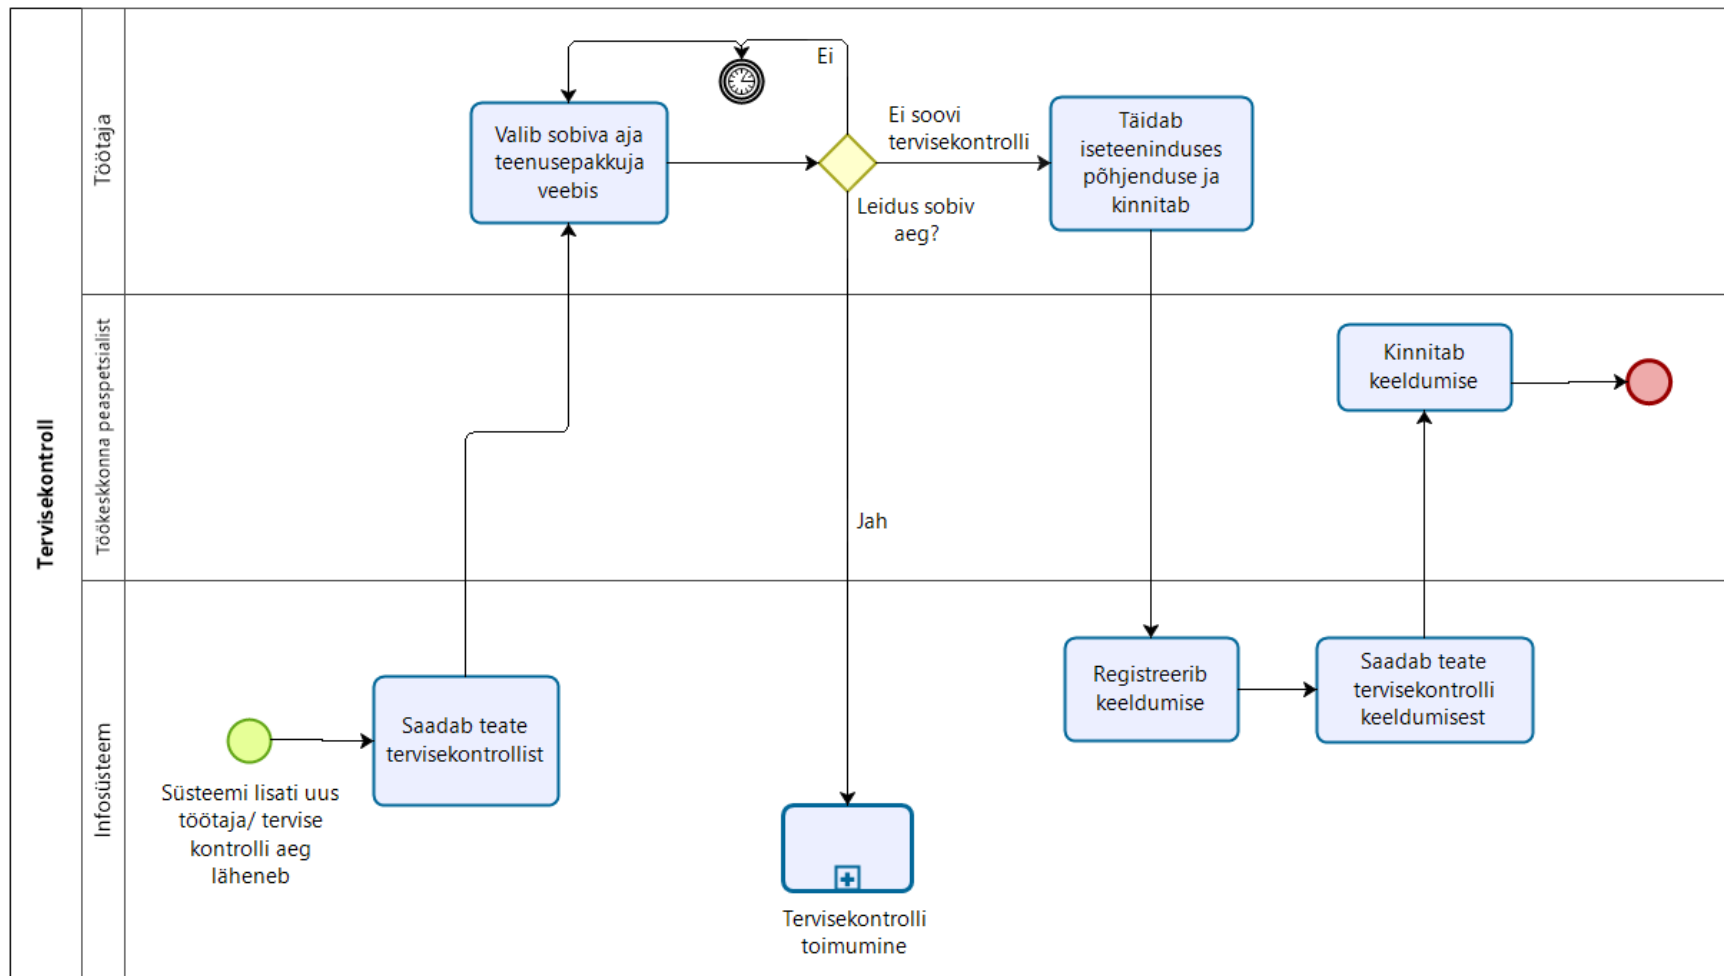 Tervisekontroll
Töötaja
Ei
Valib sobiva aja
teenusepakkuja
veebis
Ei soovi
tervisekontrolli
Leidus sobiv
aeg?
Täidab
iseteeninduses
põhjenduse ja
kinnitab
Töökeskkonna peaspetsialist
Kinnitab
keeldumise
Jah
Infosüsteem
Süsteemi lisati uus
töötaja/ tervise
kontrolli aeg
läheneb
Saadab teate
tervisekontrollist
Tervisekontrolli
toimumine
Registreerib
keeldumise
Saadab teate
tervisekontrolli
keeldumisest